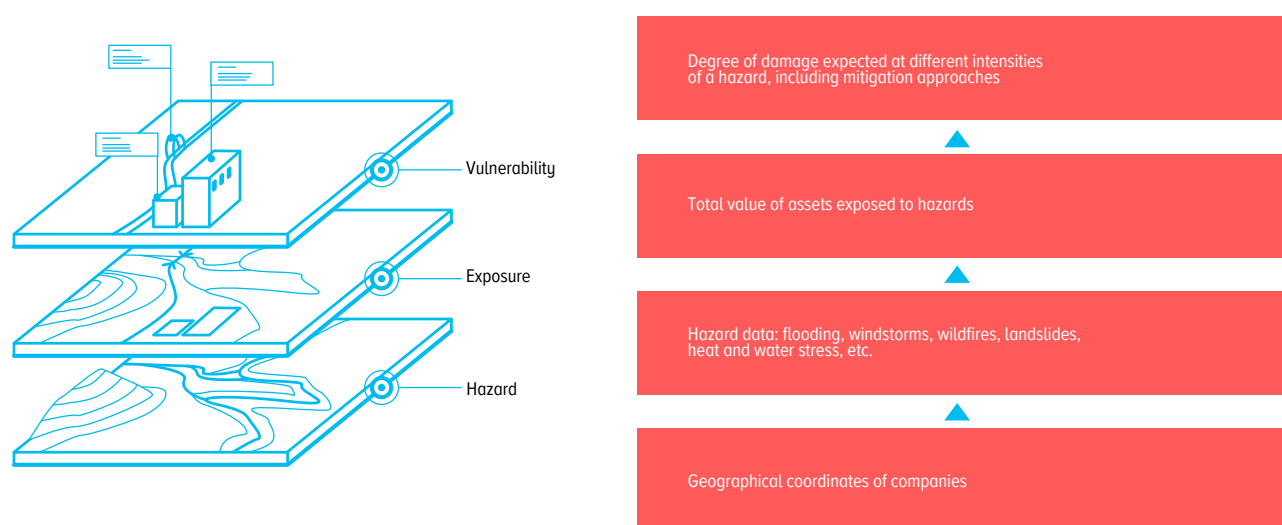 Vulnerability
Exposure
Hazard
Degree of damage expected at different intensities
of a hazard, including mitigation approaches
Total value of assets exposed to hazards
Hazard data: flooding, windstorms, wildfires, landslides,
heat and water stress, etc.
Geographical coordinates of companies